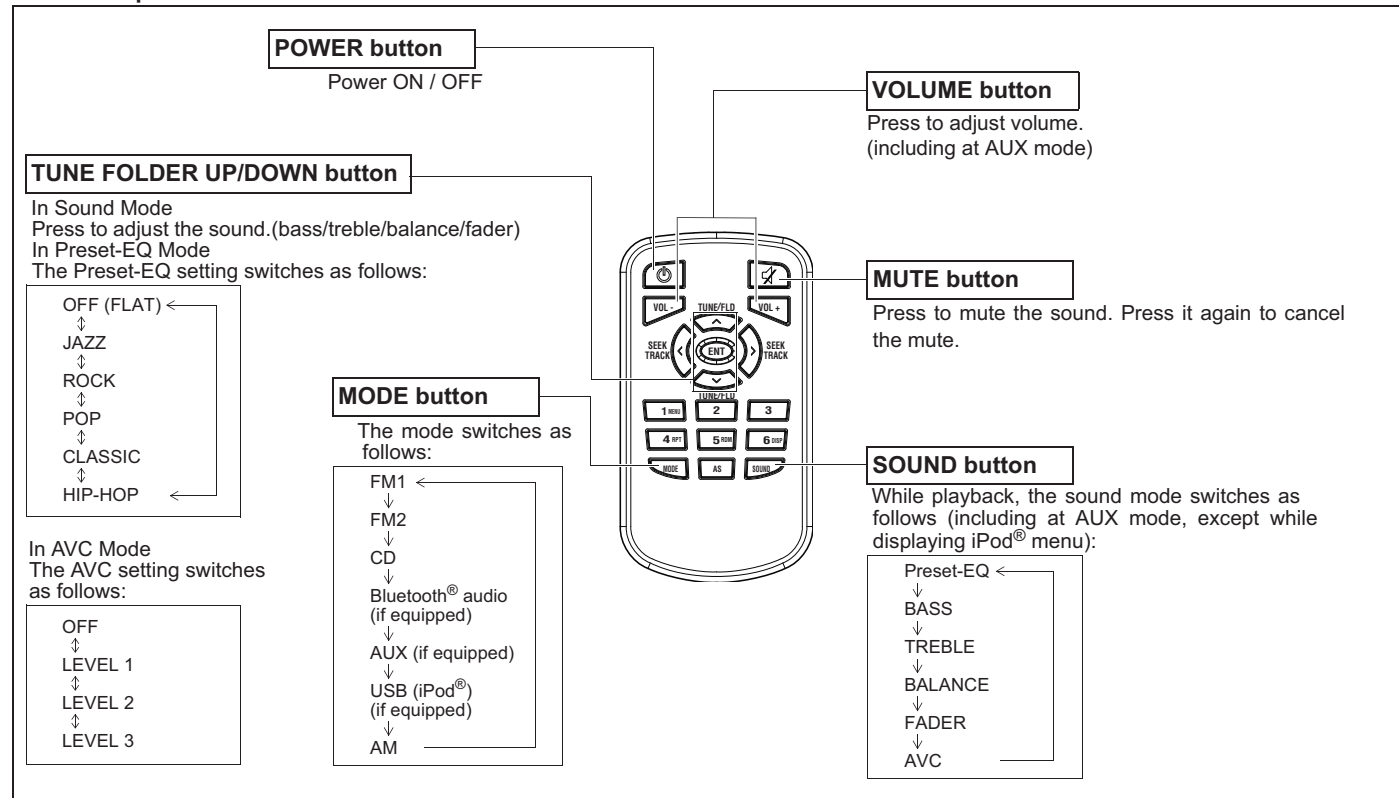 POWER button
Power ON / OFF
VOLUME button
Press to adjust volume.
(including at AUX mode)
TUNE FOLDER UP/DOWN button
In Sound Mode
Press to adjust the sound.(bass/treble/balance/fader)
In Preset-EQ Mode
The Preset-EQ setting switches as follows:
OFF (FLAT)
JAZZ
ROCK
POP
CLASSIC
HIP-HOP
In AVC Mode
The AVC setting switches
as follows:
OFF
LEVEL 1
LEVEL 2
LEVEL 3
MODE button
The mode switches as
follows:
FM1
FM2
CD
Bluetooth® audio
(if equipped)
AUX (if equipped)
USB (iPod®)
(if equipped)
AM
VOL -
TUNE/FLD
VOL +
SEEK
TRACK
ENT
SEEK
TRACK
TUNE/FLD
1 MENU
2
3
4 RPT
5 RDM
6 DISP
MODE
AS
SOUND
MUTE button
Press to mute the sound. Press it again to cancel
the mute.
SOUND button
While playback, the sound mode switches as
follows (including at AUX mode, except while
displaying iPod® menu):
Preset-EQ
BASS
TREBLE
BALANCE
FADER
AVC